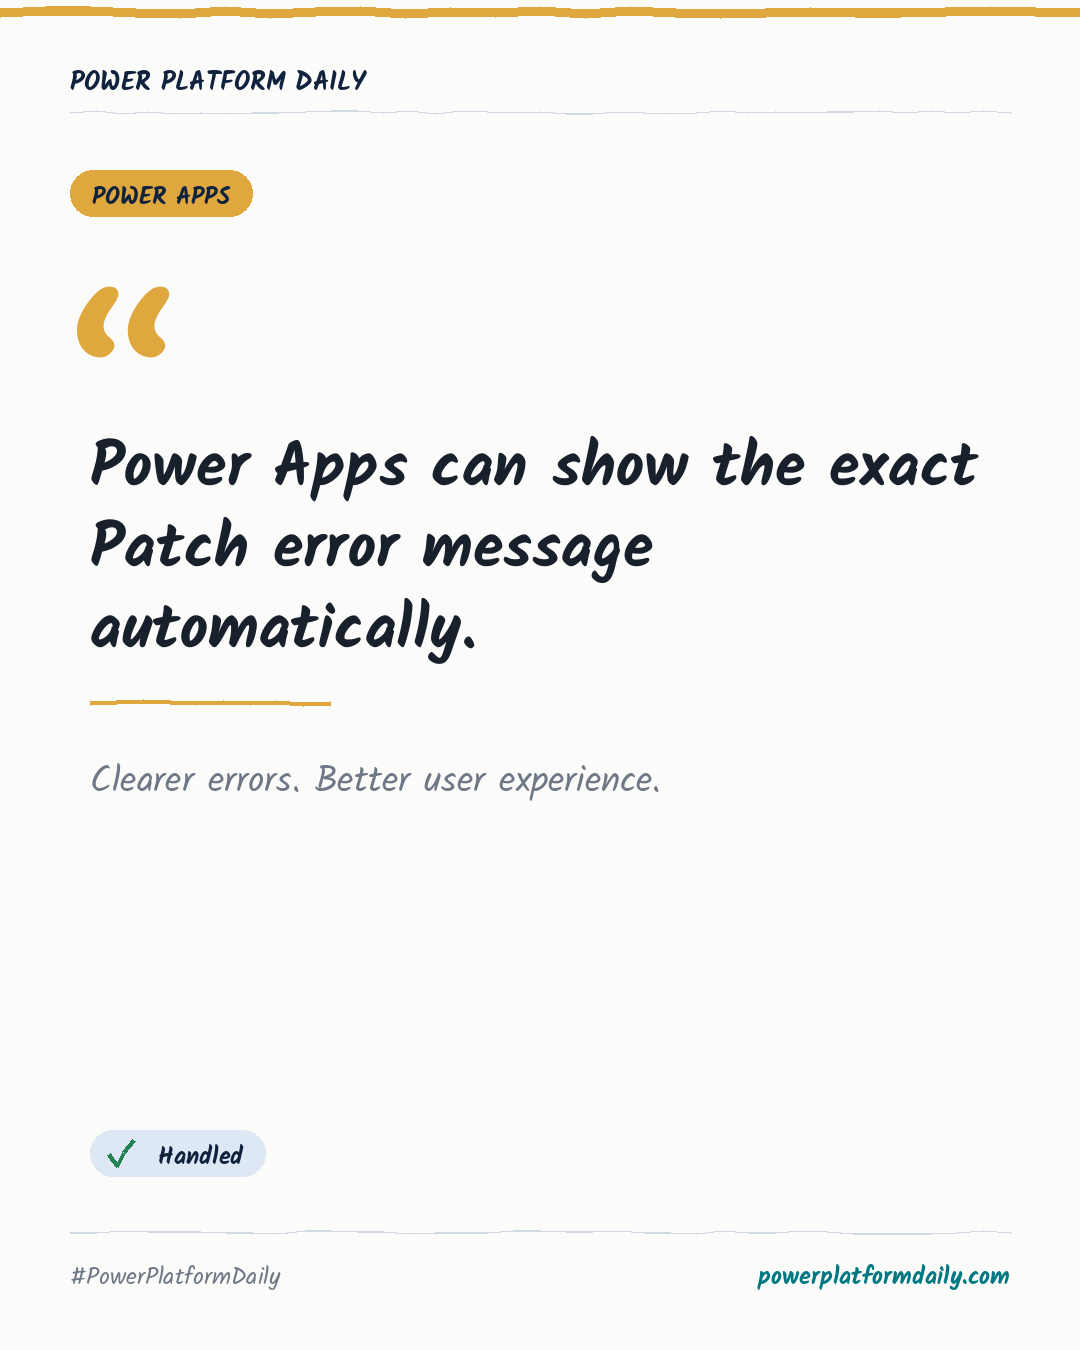 POWER PLATFORM DAILY
POWER APPS
“
Power Apps can show the exact
Patch error message
automatically.
Clearer errors. Better user experience.
✓ Handled
#PowerPlatformDaily
powerplatformdaily.com